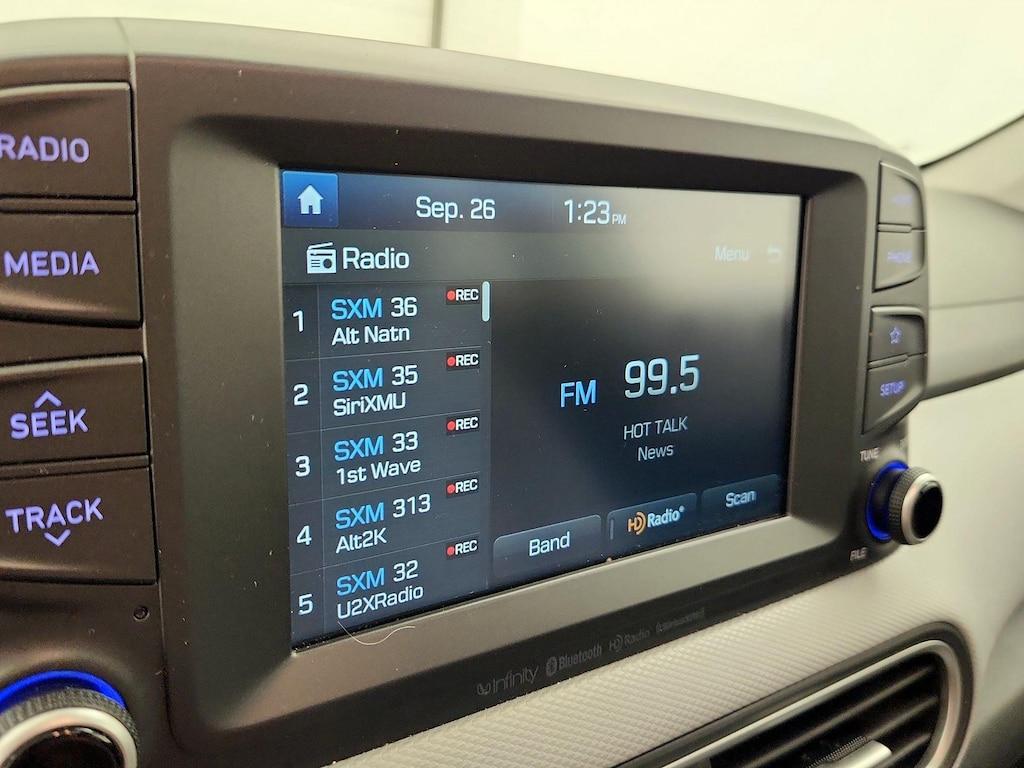 RADIO
MEDIA
SEEK
TRACK
Sep. 26
1:23 PM
Radio
Menu
1 SXM 36 REC
Alt Natn
2 SXM 35 REC
SiriXMU
3 SXM 33 REC
1st Wave
4 SXM 313 REC
Alt2K
5 SXM 32 REC
U2XRadio
FM 99.5
HOT TALK
News
Band
HD Radio®
Scan
PHONE
SETUP
TUNE
FILE
Infinity Bluetooth HD Radio